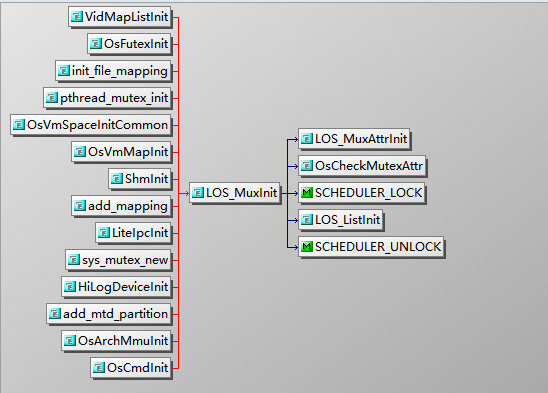 VidMapListInit
OsFutexInit
init_file_mapping
pthread_mutex_init
OsVmSpaceInitCommon
OsVmMapInit
ShmInit
add_mapping
LiteIpcInit
sys_mutex_new
HiLogDeviceInit
add_mtd_partition
OsArchMmuInit
OsCmdInit
LOS_MuxInit
LOS_MuxAttrInit
OsCheckMutexAttr
SCHEDULER_LOCK
LOS_ListInit
SCHEDULER_UNLOCK